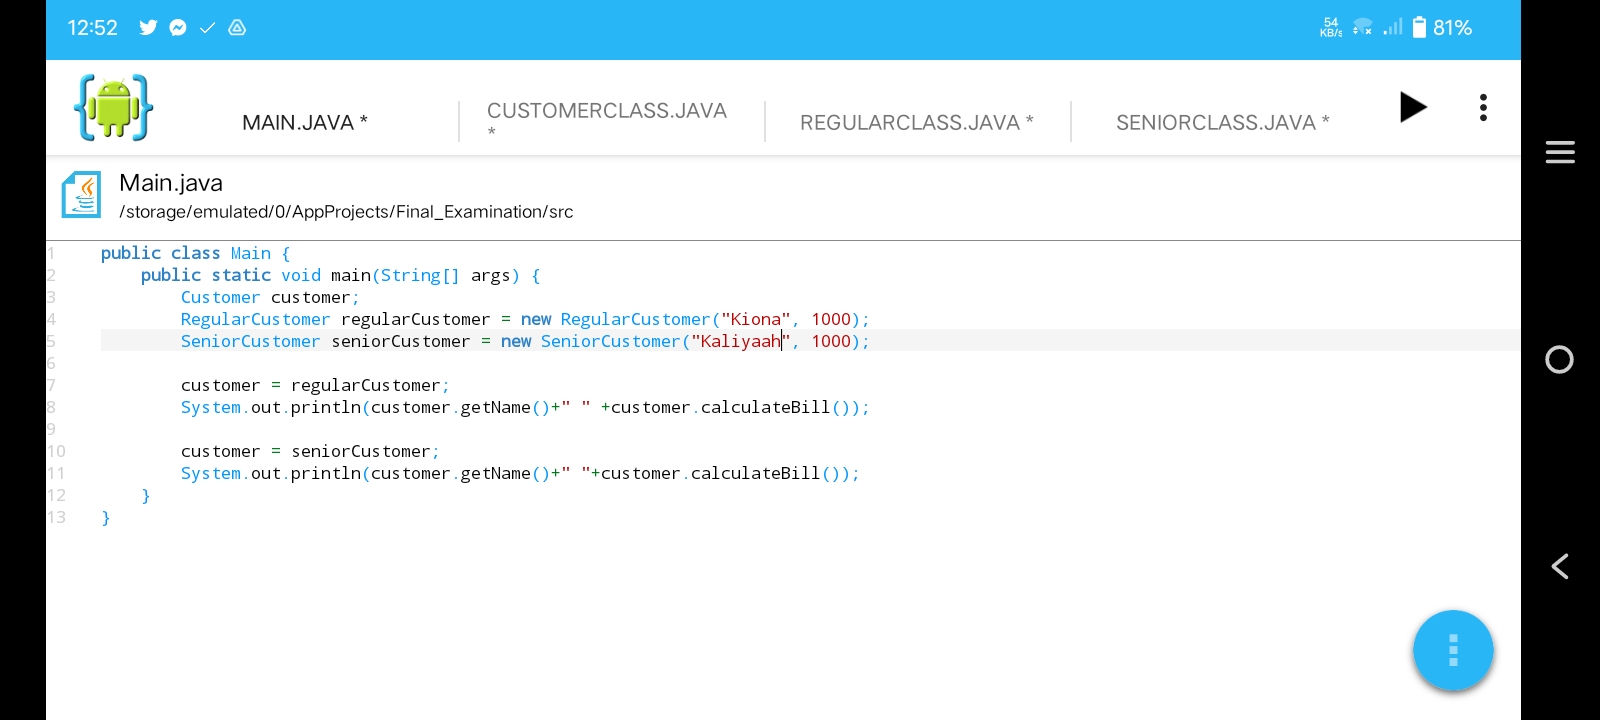 12:52 54 KB/s 81%
MAIN.JAVA * CUSTOMERCLASS.JAVA * REGULARCLASS.JAVA * SENIORCLASS.JAVA *
Main.java
/storage/emulated/0/AppProjects/Final_Examination/src
1 public class Main {
2     public static void main(String[] args) {
3         Customer customer;
4         RegularCustomer regularCustomer = new RegularCustomer("Kiona", 1000);
5         SeniorCustomer seniorCustomer = new SeniorCustomer("Kaliyaah", 1000);
6
7         customer = regularCustomer;
8         System.out.println(customer.getName()+" " +customer.calculateBill());
9
10         customer = seniorCustomer;
11         System.out.println(customer.getName()+" "+customer.calculateBill());
12     }
13 }